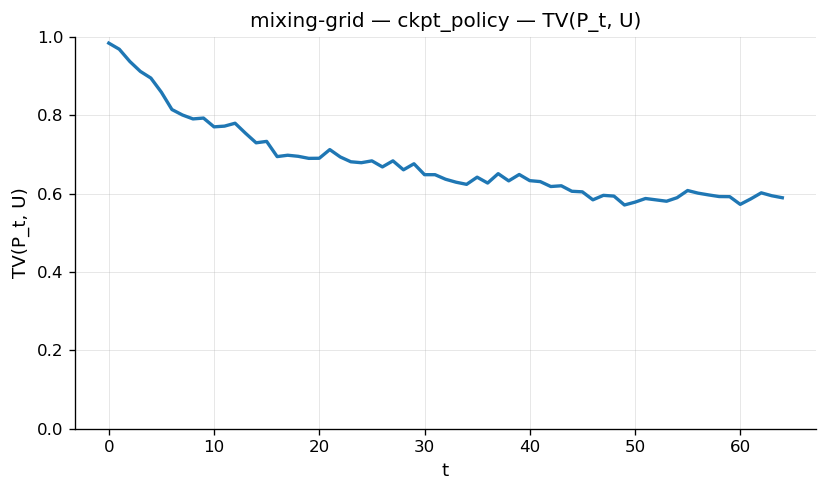 mixing-grid — ckpt_policy — TV(P_t, U)
1.0
0.8
0.6
0.4
0.2
0.0
TV(P_t, U)
0 10 20 30 40 50 60
t